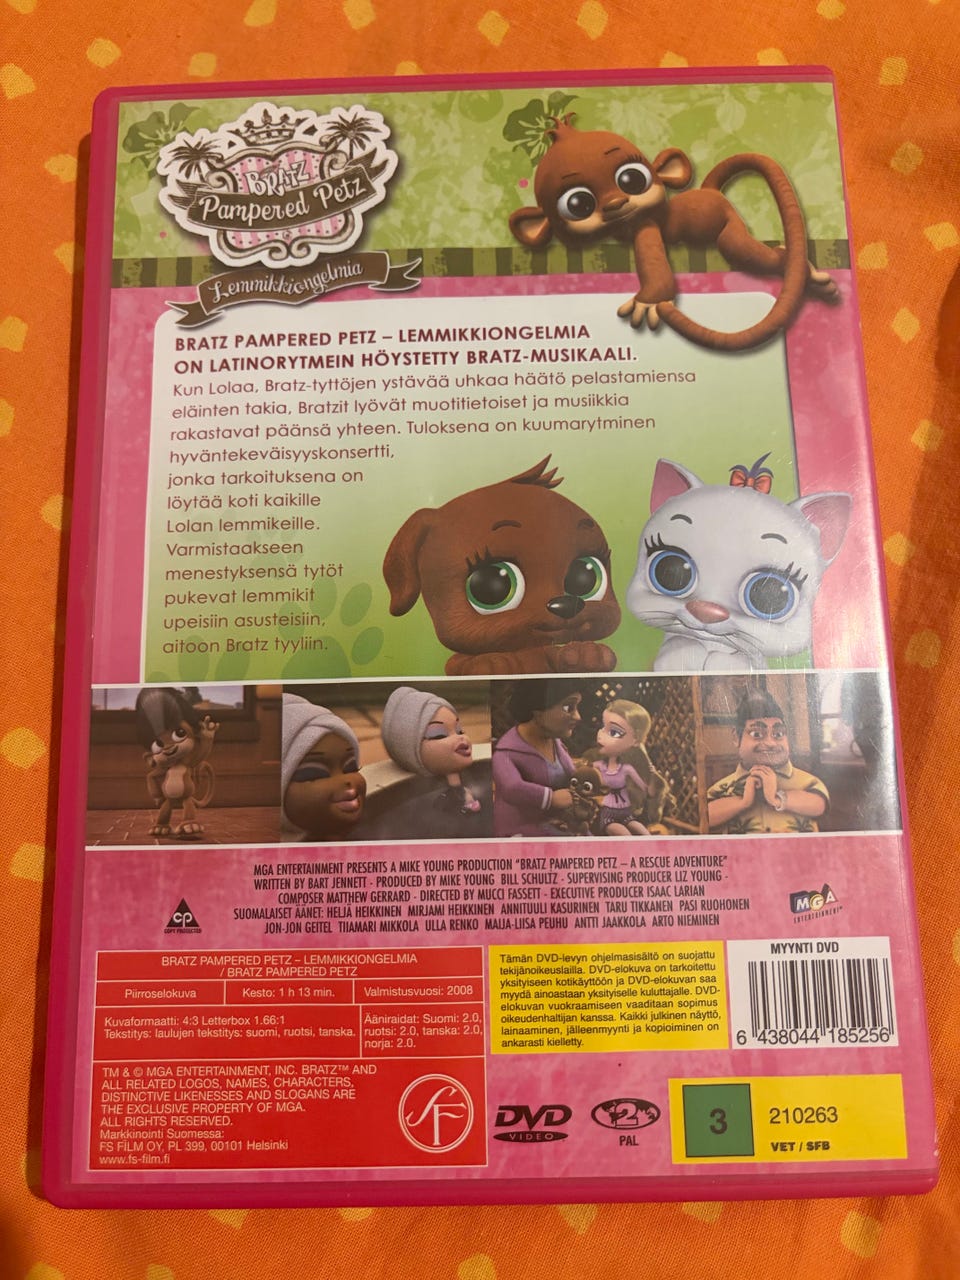 BRATZ
Pampered Petz
Lemmikkiongelmia
BRATZ PAMPERED PETZ – LEMMIKKIONGELMIA
ON LATINORYTMEIN HÖYSTETTY BRATZ-MUSIKAALI.
Kun Lolaa, Bratz-tyttöjen ystävää uhkaa häätö pelastamiensa
eläinten takia, Bratzit lyövät muotitietoiset ja musiikkia
rakastavat päänsä yhteen. Tuloksena on kuumarytminen
hyväntekeväisyyskonsertti,
jonka tarkoituksena on
löytää koti kaikille
Lolan lemmikeille.
Varmistaakseen
menestyksensä tytöt
pukevat lemmikit
upeisiin asusteisiin,
aitoon Bratz tyyliin.
MGA ENTERTAINMENT PRESENTS A MIKE YOUNG PRODUCTION "BRATZ PAMPERED PETZ – A RESCUE ADVENTURE"
WRITTEN BY BART JENNETT · PRODUCED BY MIKE YOUNG BILL SCHULTZ · SUPERVISING PRODUCER LIZ YOUNG ·
COMPOSER MATTHEW GERRARD · DIRECTED BY MUCCI FASSETT · EXECUTIVE PRODUCER ISAAC LARIAN
SUOMALAISET ÄÄNET: HELJÄ HEIKKINEN MIRJAMI HEIKKINEN ANNITUULI KASURINEN TARU TIKKANEN PASI RUOHONEN
JON-JON GEITEL TIIAMARI MIKKOLA ULLA RENKO MAIJA-LIISA PEUHU ANTTI JAAKKOLA ARTO NIEMINEN
CP
COPY PROTECTED
MGA
ENTERTAINMENT
BRATZ PAMPERED PETZ – LEMMIKKIONGELMIA
/ BRATZ PAMPERED PETZ
Piirroselokuva
Kesto: 1 h 13 min.
Valmistusvuosi: 2008
Kuvaformaatti: 4:3 Letterbox 1.66:1
Tekstitys: laulujen tekstitys: suomi, ruotsi, tanska.
Ääniraidat: Suomi: 2.0,
ruotsi: 2.0, tanska: 2.0,
norja: 2.0.
TM & © MGA ENTERTAINMENT, INC. BRATZ™ AND
ALL RELATED LOGOS, NAMES, CHARACTERS,
DISTINCTIVE LIKENESSES AND SLOGANS ARE
THE EXCLUSIVE PROPERTY OF MGA.
ALL RIGHTS RESERVED.
Markkinointi Suomessa:
FS FILM OY, PL 399, 00101 Helsinki
www.fs-film.fi
SF
Tämän DVD-levyn ohjelmasisältö on suojattu
tekijänoikeuslailla. DVD-elokuva on tarkoitettu
yksityiseen kotikäyttöön ja DVD-elokuvan saa
myydä ainoastaan yksityiselle kuluttajalle. DVD-
elokuvan vuokraamiseen vaaditaan sopimus
oikeudenhaltijan kanssa. Kaikki julkinen näyttö,
lainaaminen, jälleenmyynti ja kopioiminen on
ankarasti kielletty.
MYYNTI DVD
6 438044 185256
DVD
VIDEO
2
PAL
3
210263
VET / SFB